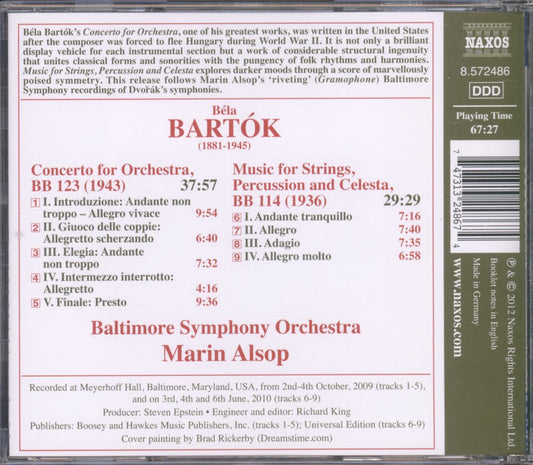 Béla Bartók's Concerto for Orchestra, one of his greatest works, was written in the United States
after the composer was forced to flee Hungary during World War II. It is not only a brilliant
display vehicle for each instrumental section but a work of considerable structural ingenuity
that unites classical forms and sonorities with the pungency of folk rhythms and harmonies.
Music for Strings, Percussion and Celesta explores darker moods through a score of marvellously
poised symmetry. This release follows Marin Alsop's 'riveting' (Gramophone) Baltimore
Symphony recordings of Dvořák's symphonies.
Béla
BARTÓK
(1881-1945)
Concerto for Orchestra,
BB 123 (1943) 37:57
1 I. Introduzione: Andante non
troppo – Allegro vivace 9:54
2 II. Giuoco delle coppie:
Allegretto scherzando 6:40
3 III. Elegia: Andante
non troppo 7:32
4 IV. Intermezzo interrotto:
Allegretto 4:16
5 V. Finale: Presto 9:36
Music for Strings,
Percussion and Celesta,
BB 114 (1936) 29:29
6 I. Andante tranquillo 7:16
7 II. Allegro 7:40
8 III. Adagio 7:35
9 IV. Allegro molto 6:58
Baltimore Symphony Orchestra
Marin Alsop
Recorded at Meyerhoff Hall, Baltimore, Maryland, USA, from 2nd-4th October, 2009 (tracks 1-5),
and on 3rd, 4th and 6th June, 2010 (tracks 6-9)
Producer: Steven Epstein • Engineer and editor: Richard King
Publishers: Boosey and Hawkes Music Publishers, Inc. (tracks 1-5); Universal Edition (tracks 6-9)
Cover painting by Brad Rickerby (Dreamstime.com)
NAXOS
8.572486
DDD
Playing Time
67:27
7 47313 24867 4
www.naxos.com
Made in Germany
Booklet notes in English
℗ & © 2012 Naxos Rights International Ltd